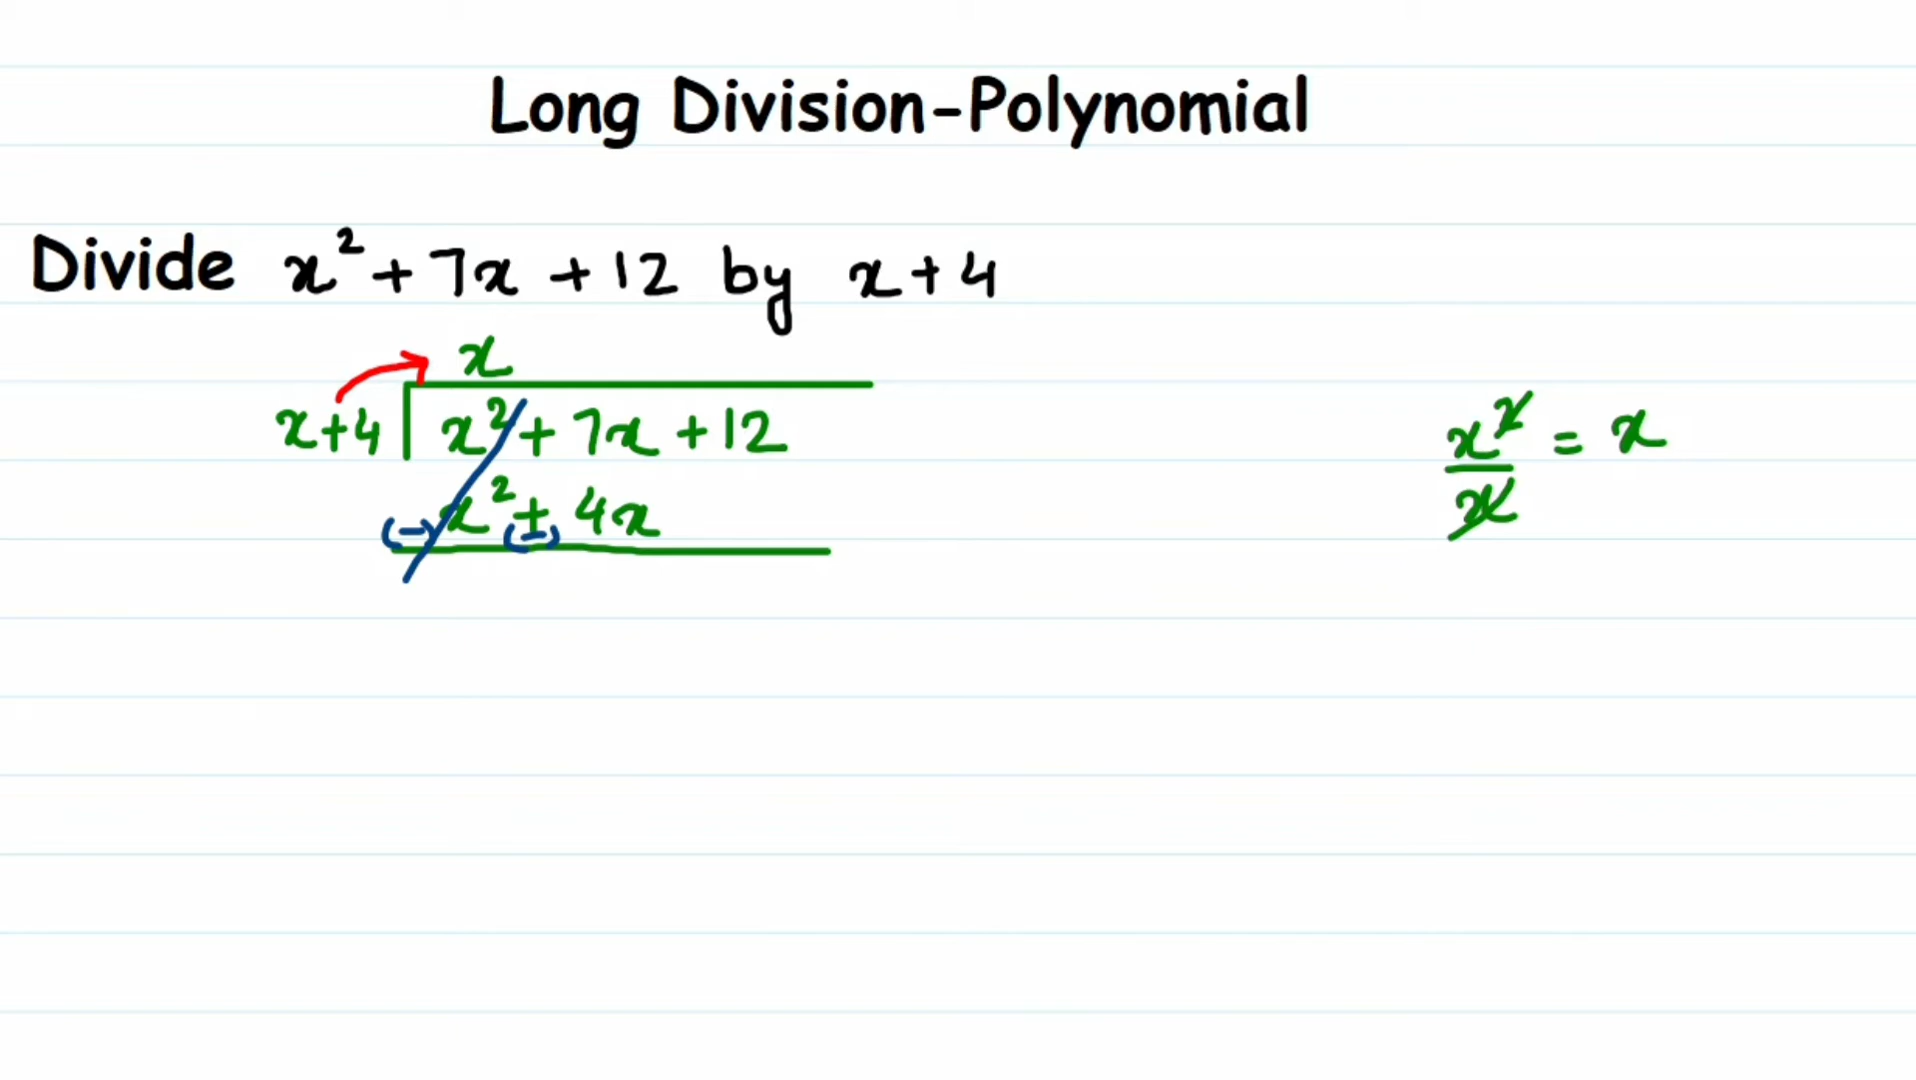 Long Division-Polynomial
Divide x² + 7x + 12 by x + 4
x
x+4 x² + 7x + 12
x² + 4x
(-) (-)
x²/x = x